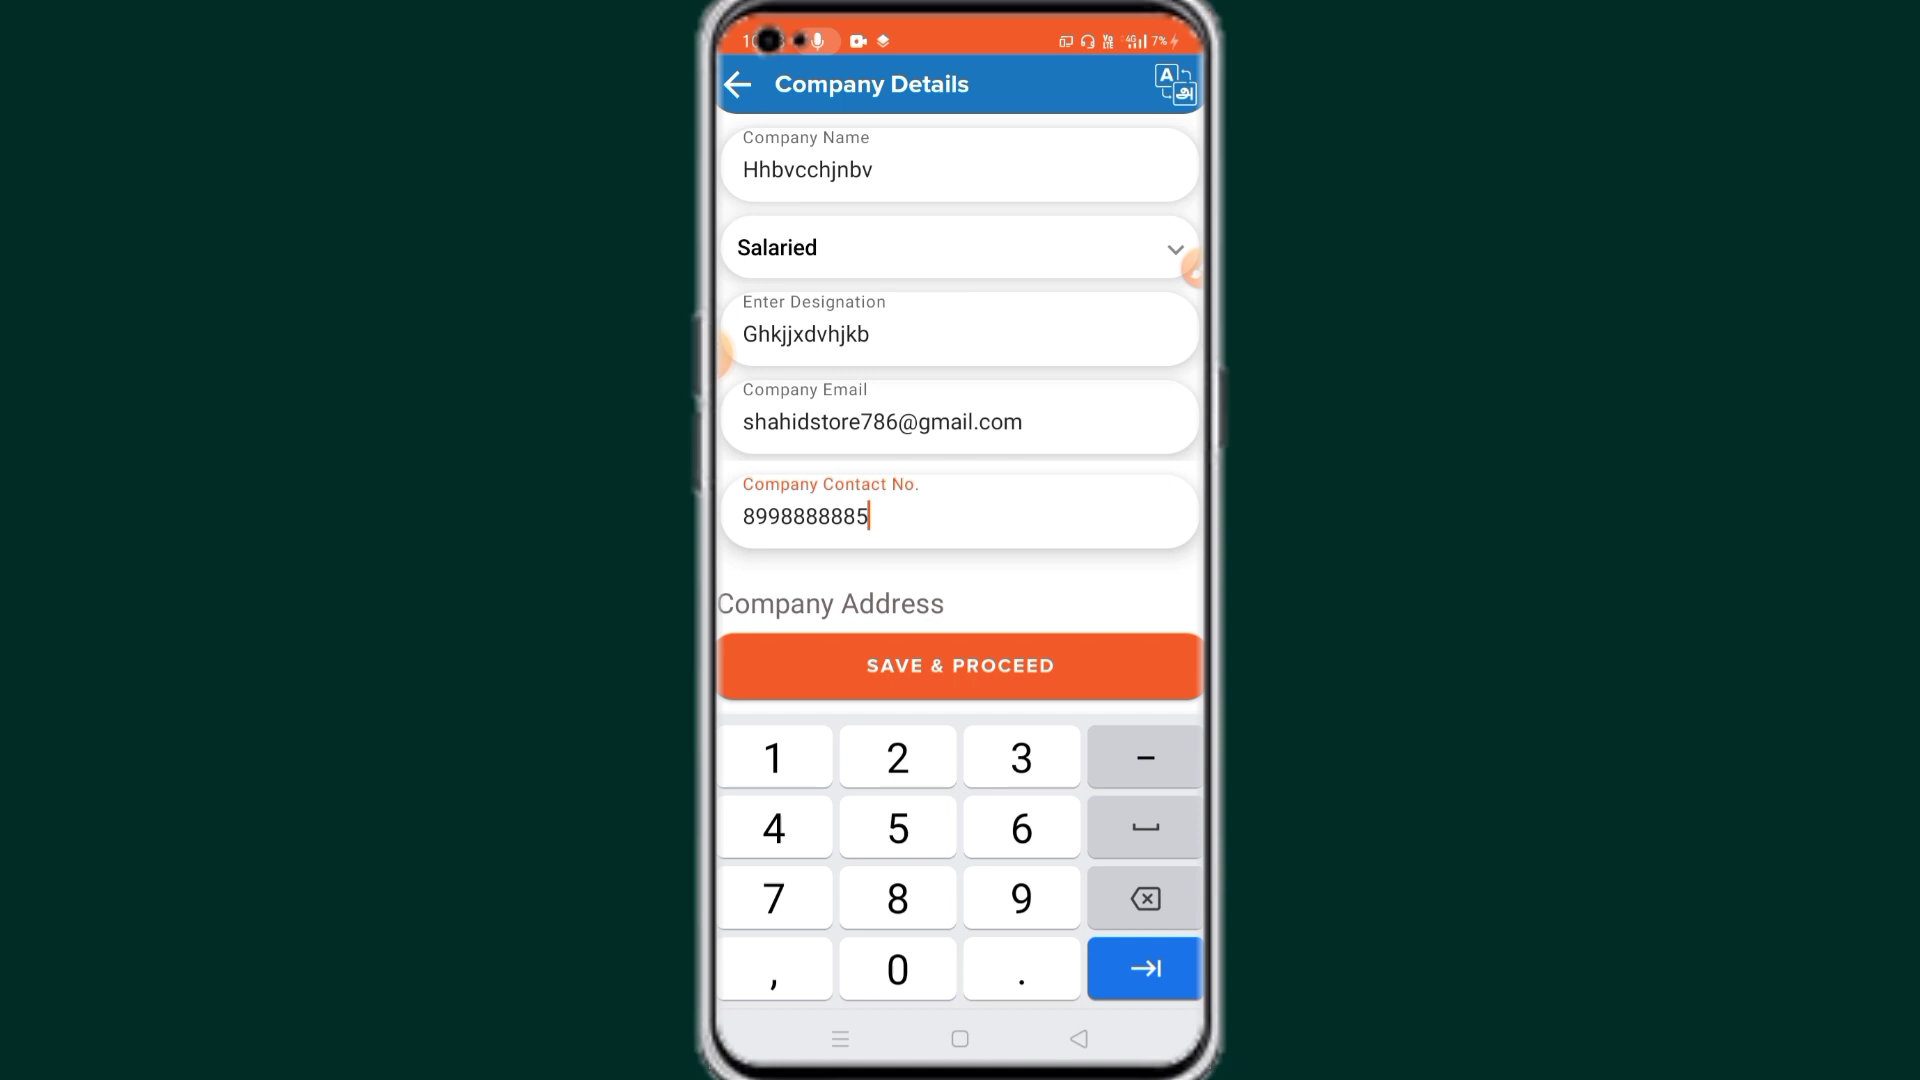 7%
Company Details
Company Name
Hhbvcchjnbv
Salaried
Enter Designation
Ghkjjxdvhjkb
Company Email
shahidstore786@gmail.com
Company Contact No.
8998888885
Company Address
SAVE & PROCEED
1 2 3 -
4 5 6
7 8 9
, 0 .